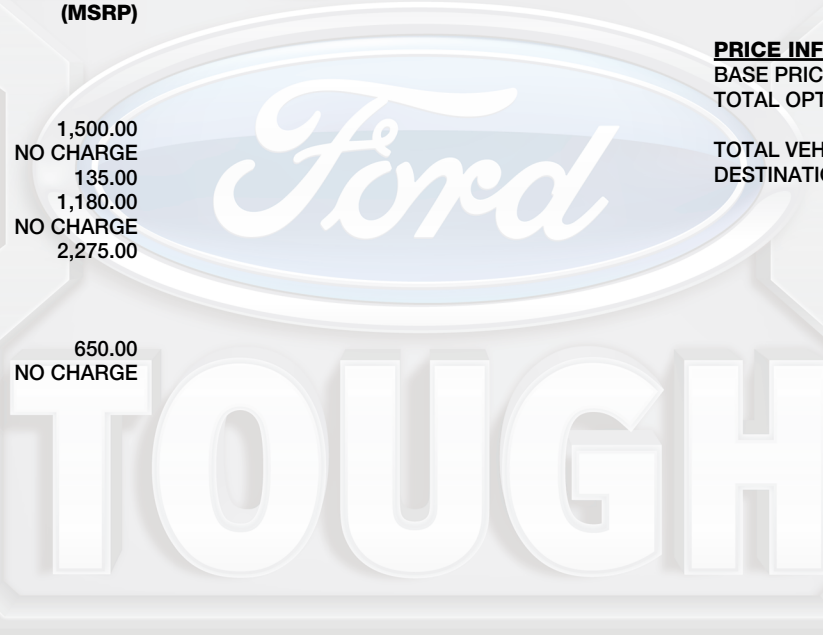 (MSRP)
1,500.00
NO CHARGE
135.00
1,180.00
NO CHARGE
2,275.00
650.00
NO CHARGE
PRICE INF
BASE PRIC
TOTAL OPT
TOTAL VEH
DESTINATIO
Ford
TOUGH